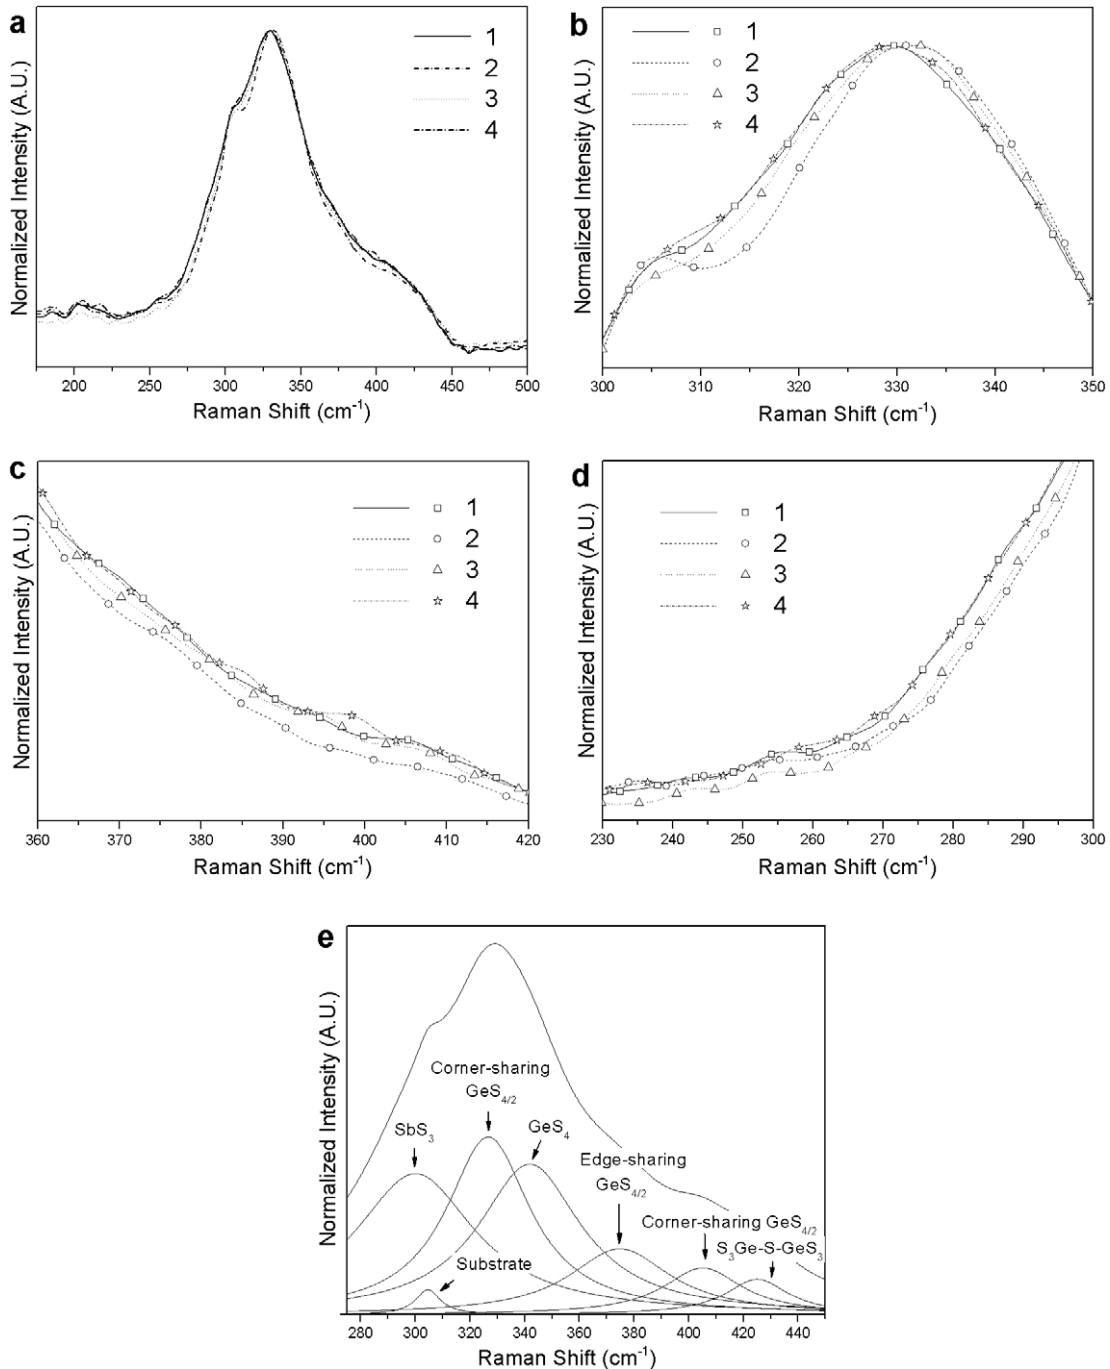 a
1
2
3
4
Normalized Intensity (A.U.)
200 250 300 350 400 450 500
Raman Shift (cm⁻¹)
b
1
2
3
4
Normalized Intensity (A.U.)
300 310 320 330 340 350
Raman Shift (cm⁻¹)
c
1
2
3
4
Normalized Intensity (A.U.)
360 370 380 390 400 410 420
Raman Shift (cm⁻¹)
d
1
2
3
4
Normalized Intensity (A.U.)
230 240 250 260 270 280 290 300
Raman Shift (cm⁻¹)
e
Normalized Intensity (A.U.)
Corner-sharing
GeS₄/₂
SbS₃
GeS₄
Edge-sharing
GeS₄/₂
Corner-sharing GeS₄/₂
S₃Ge-S-GeS₃
Substrate
280 300 320 340 360 380 400 420 440
Raman Shift (cm⁻¹)